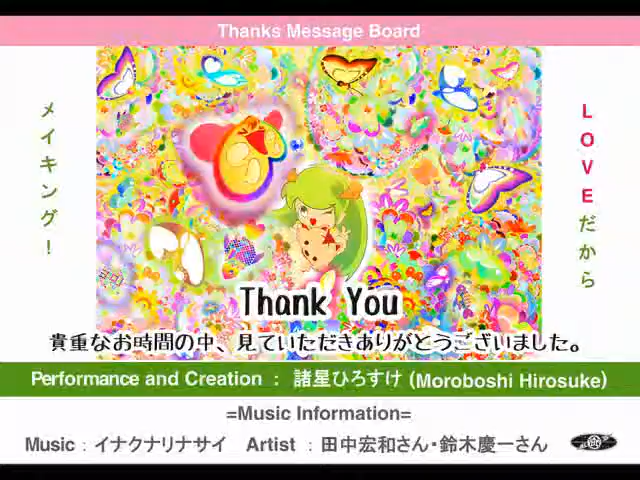 Thanks Message Board
メイキング!
LOVEだから
Thank You
貴重なお時間の中、見ていただきありがとうございました。
Performance and Creation : 諸星ひろすけ (Moroboshi Hirosuke)
=Music Information=
Music : イナクナリナサイ Artist : 田中宏和さん・鈴木慶一さん